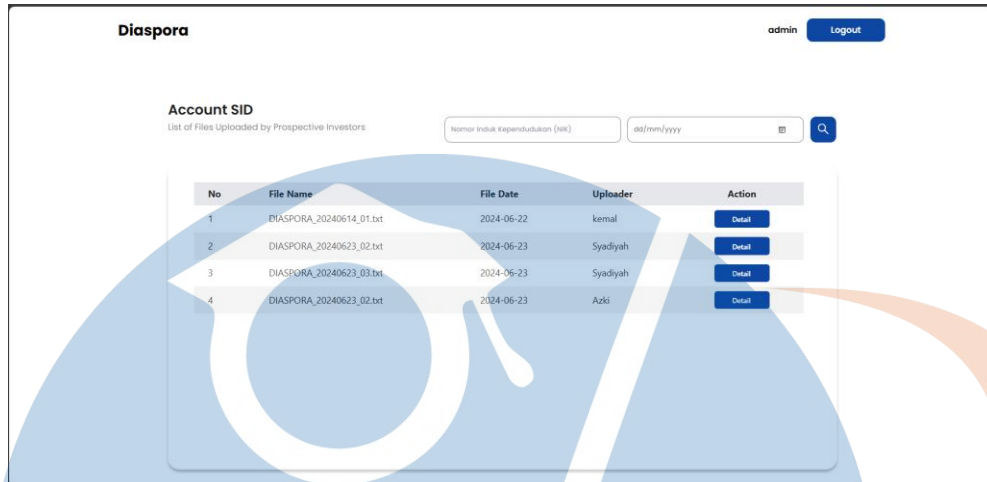 Diaspora admin Logout
Account SID
List of Files Uploaded by Prospective Investors
Nomor Induk Kependudukan (NIK) dd/mm/yyyy
No File Name File Date Uploader Action
1 DIASPORA_20240614_01.txt 2024-06-22 kemal Detail
2 DIASPORA_20240623_02.txt 2024-06-23 Syadiyah Detail
3 DIASPORA_20240623_03.txt 2024-06-23 Syadiyah Detail
4 DIASPORA_20240623_02.txt 2024-06-23 Azki Detail